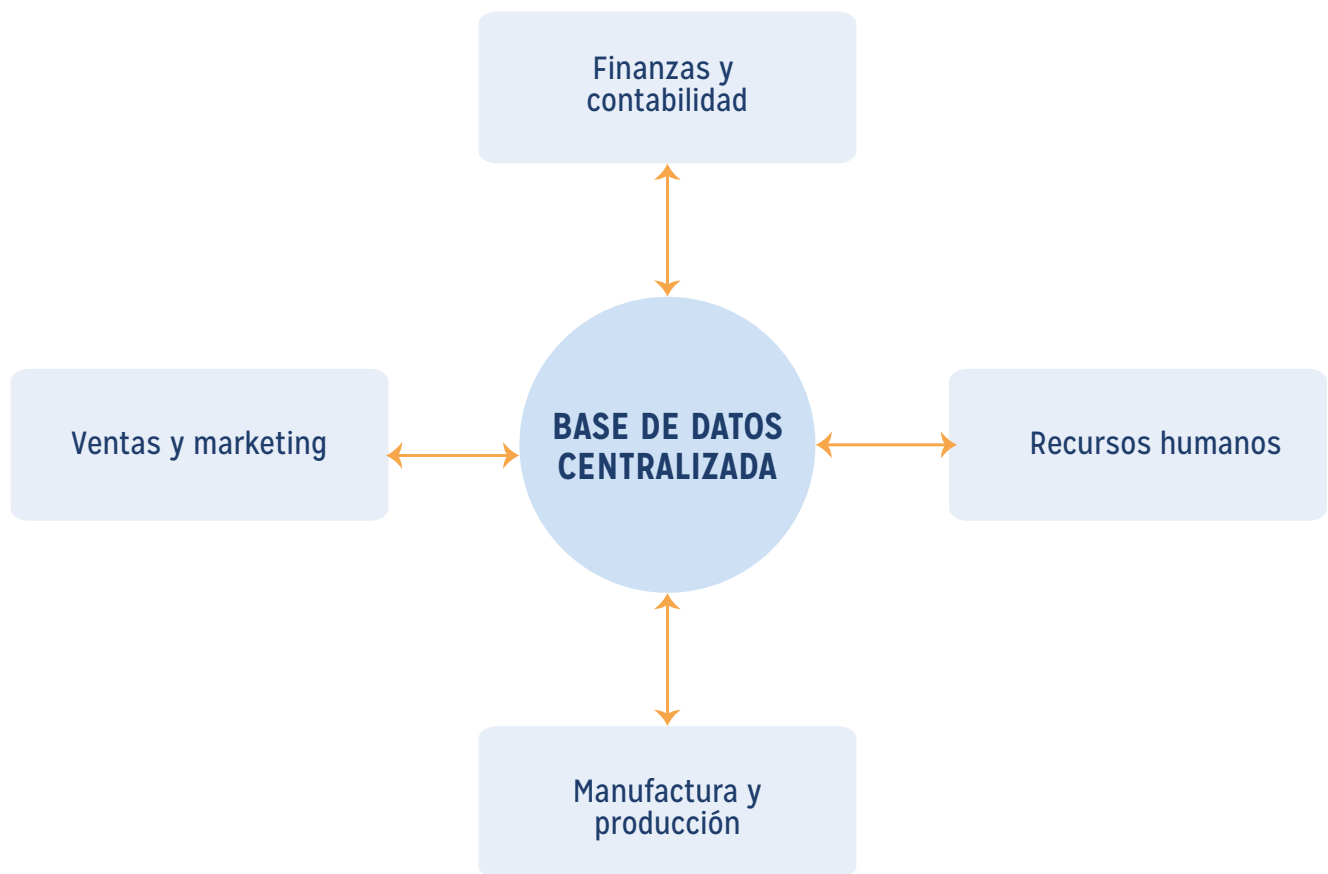 Finanzas y
contabilidad
Ventas y marketing
BASE DE DATOS
CENTRALIZADA
Recursos humanos
Manufactura y
producción